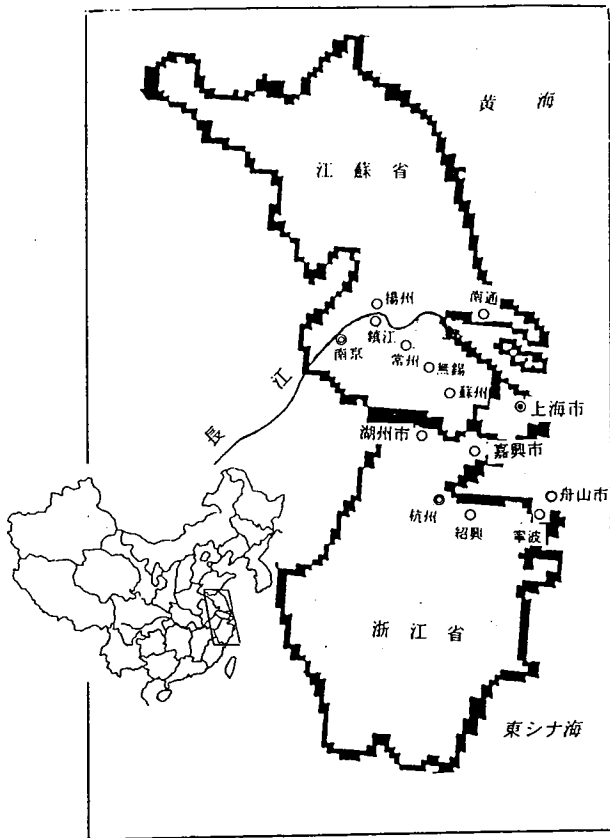 黄海
江蘇省
揚州
南通
鎮江
南京
常州
無錫
蘇州
上海市
長江
湖州市
嘉興市
舟山市
杭州
紹興
寧波
浙江省
東シナ海